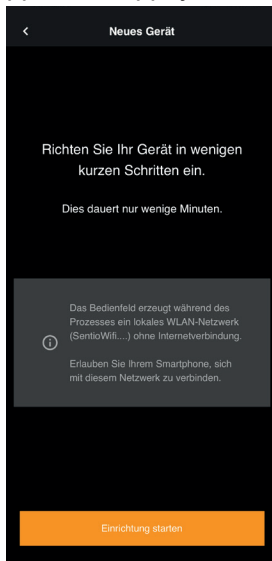 Neues Gerät
Richten Sie Ihr Gerät in wenigen
kurzen Schritten ein.
Dies dauert nur wenige Minuten.
Das Bedienfeld erzeugt während des
Prozesses ein lokales WLAN-Netzwerk
(SentioWifi....) ohne Internetverbindung.
Erlauben Sie Ihrem Smartphone, sich
mit diesem Netzwerk zu verbinden.
Einrichtung starten